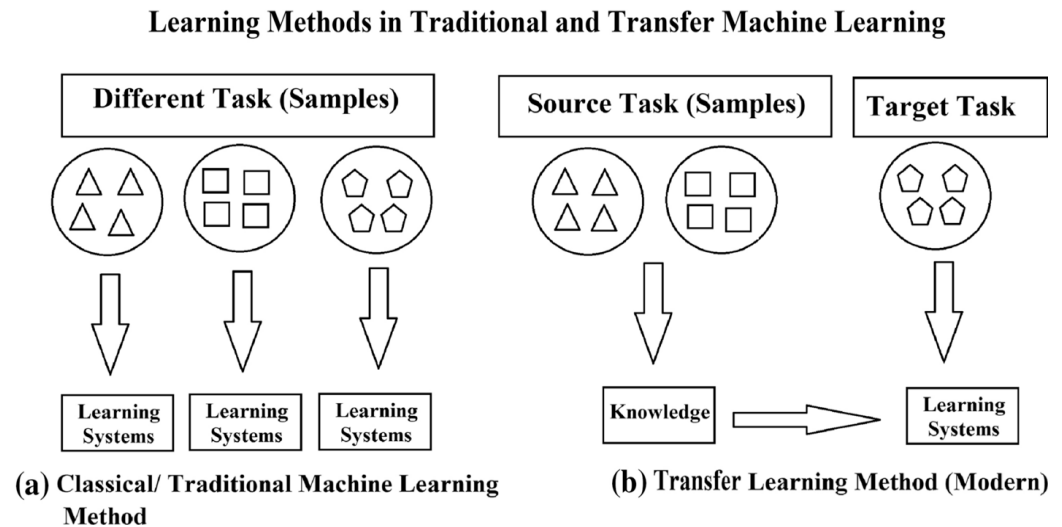 Learning Methods in Traditional and Transfer Machine Learning
Different Task (Samples)
Learning
Systems
Learning
Systems
Learning
Systems
(a) Classical/ Traditional Machine Learning
Method
Source Task (Samples)
Target Task
Knowledge
Learning
Systems
(b) Transfer Learning Method (Modern)